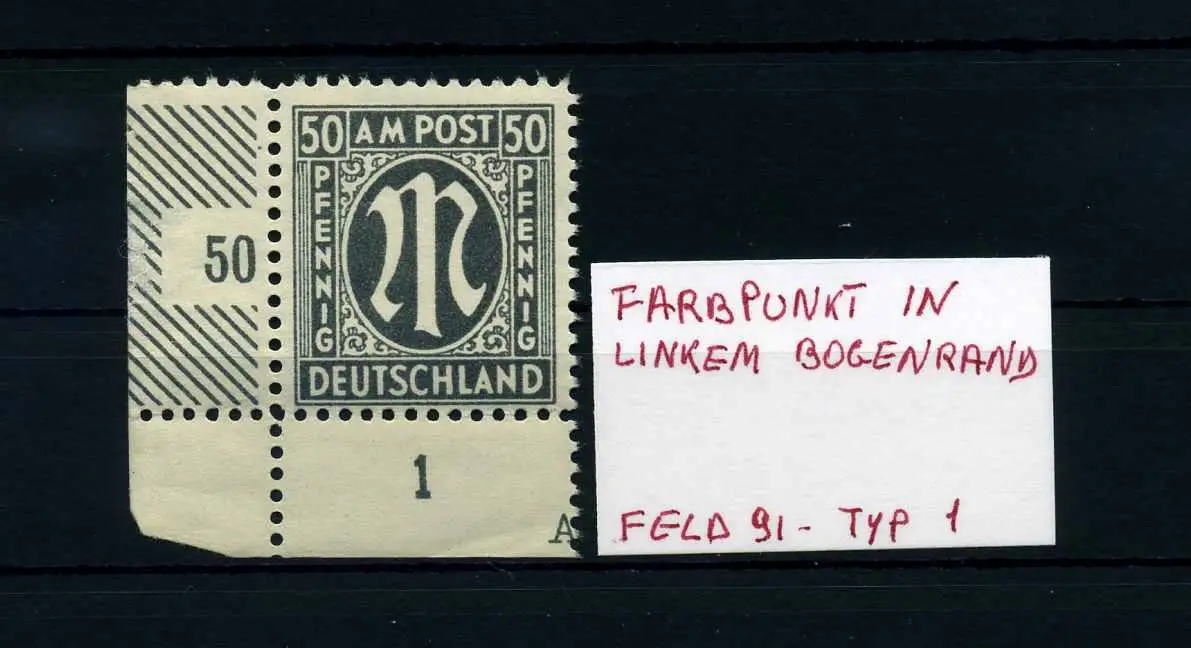 50 AM POST 50
PFENNIG
PFENNIG
M
DEUTSCHLAND
50
1
A
FARBPUNKT IN
LINKEM BOGENRAND
FELD 91 - TYP 1